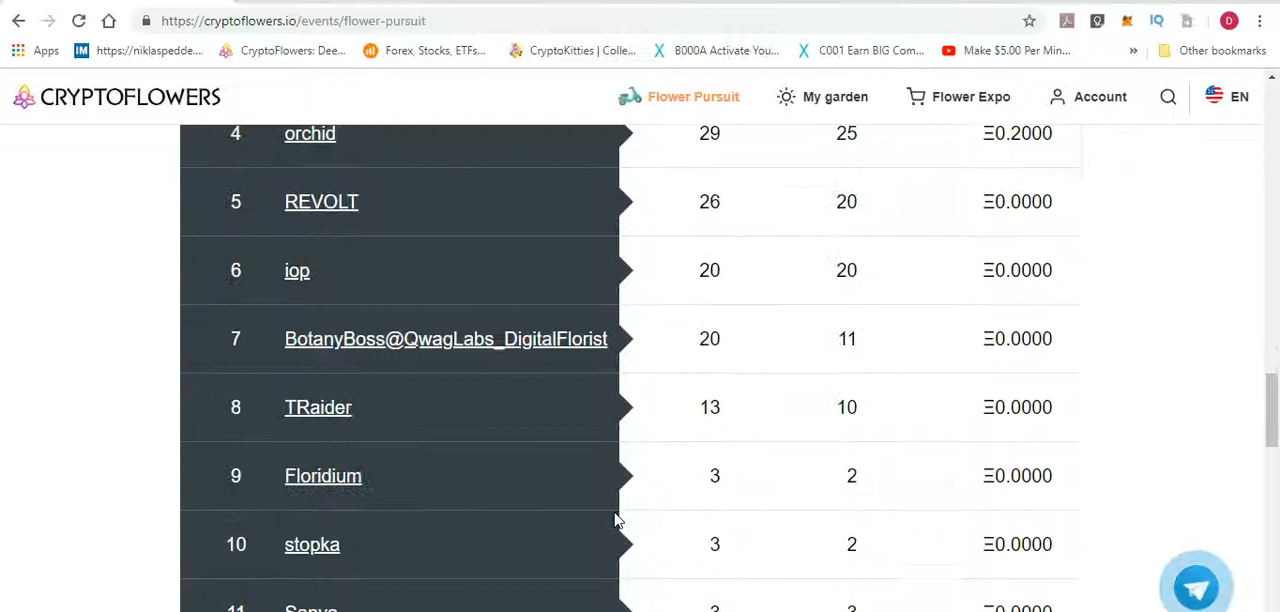 https://cryptoflowers.io/events/flower-pursuit
D
Apps
IM https://niklaspedde....
CryptoFlowers: Dee...
Forex, Stocks, ETFs...
CryptoKitties | Colle...
B000A Activate You...
C001 Earn BIG Com...
Make $5.00 Per Min...
»
Other bookmarks
CRYPTOFLOWERS
Flower Pursuit
My garden
Flower Expo
Account
EN
4 orchid 29 25 Ξ0.2000
5 REVOLT 26 20 Ξ0.0000
6 iop 20 20 Ξ0.0000
7 BotanyBoss@QwagLabs_DigitalFlorist 20 11 Ξ0.0000
8 TRaider 13 10 Ξ0.0000
9 Floridium 3 2 Ξ0.0000
10 stopka 3 2 Ξ0.0000